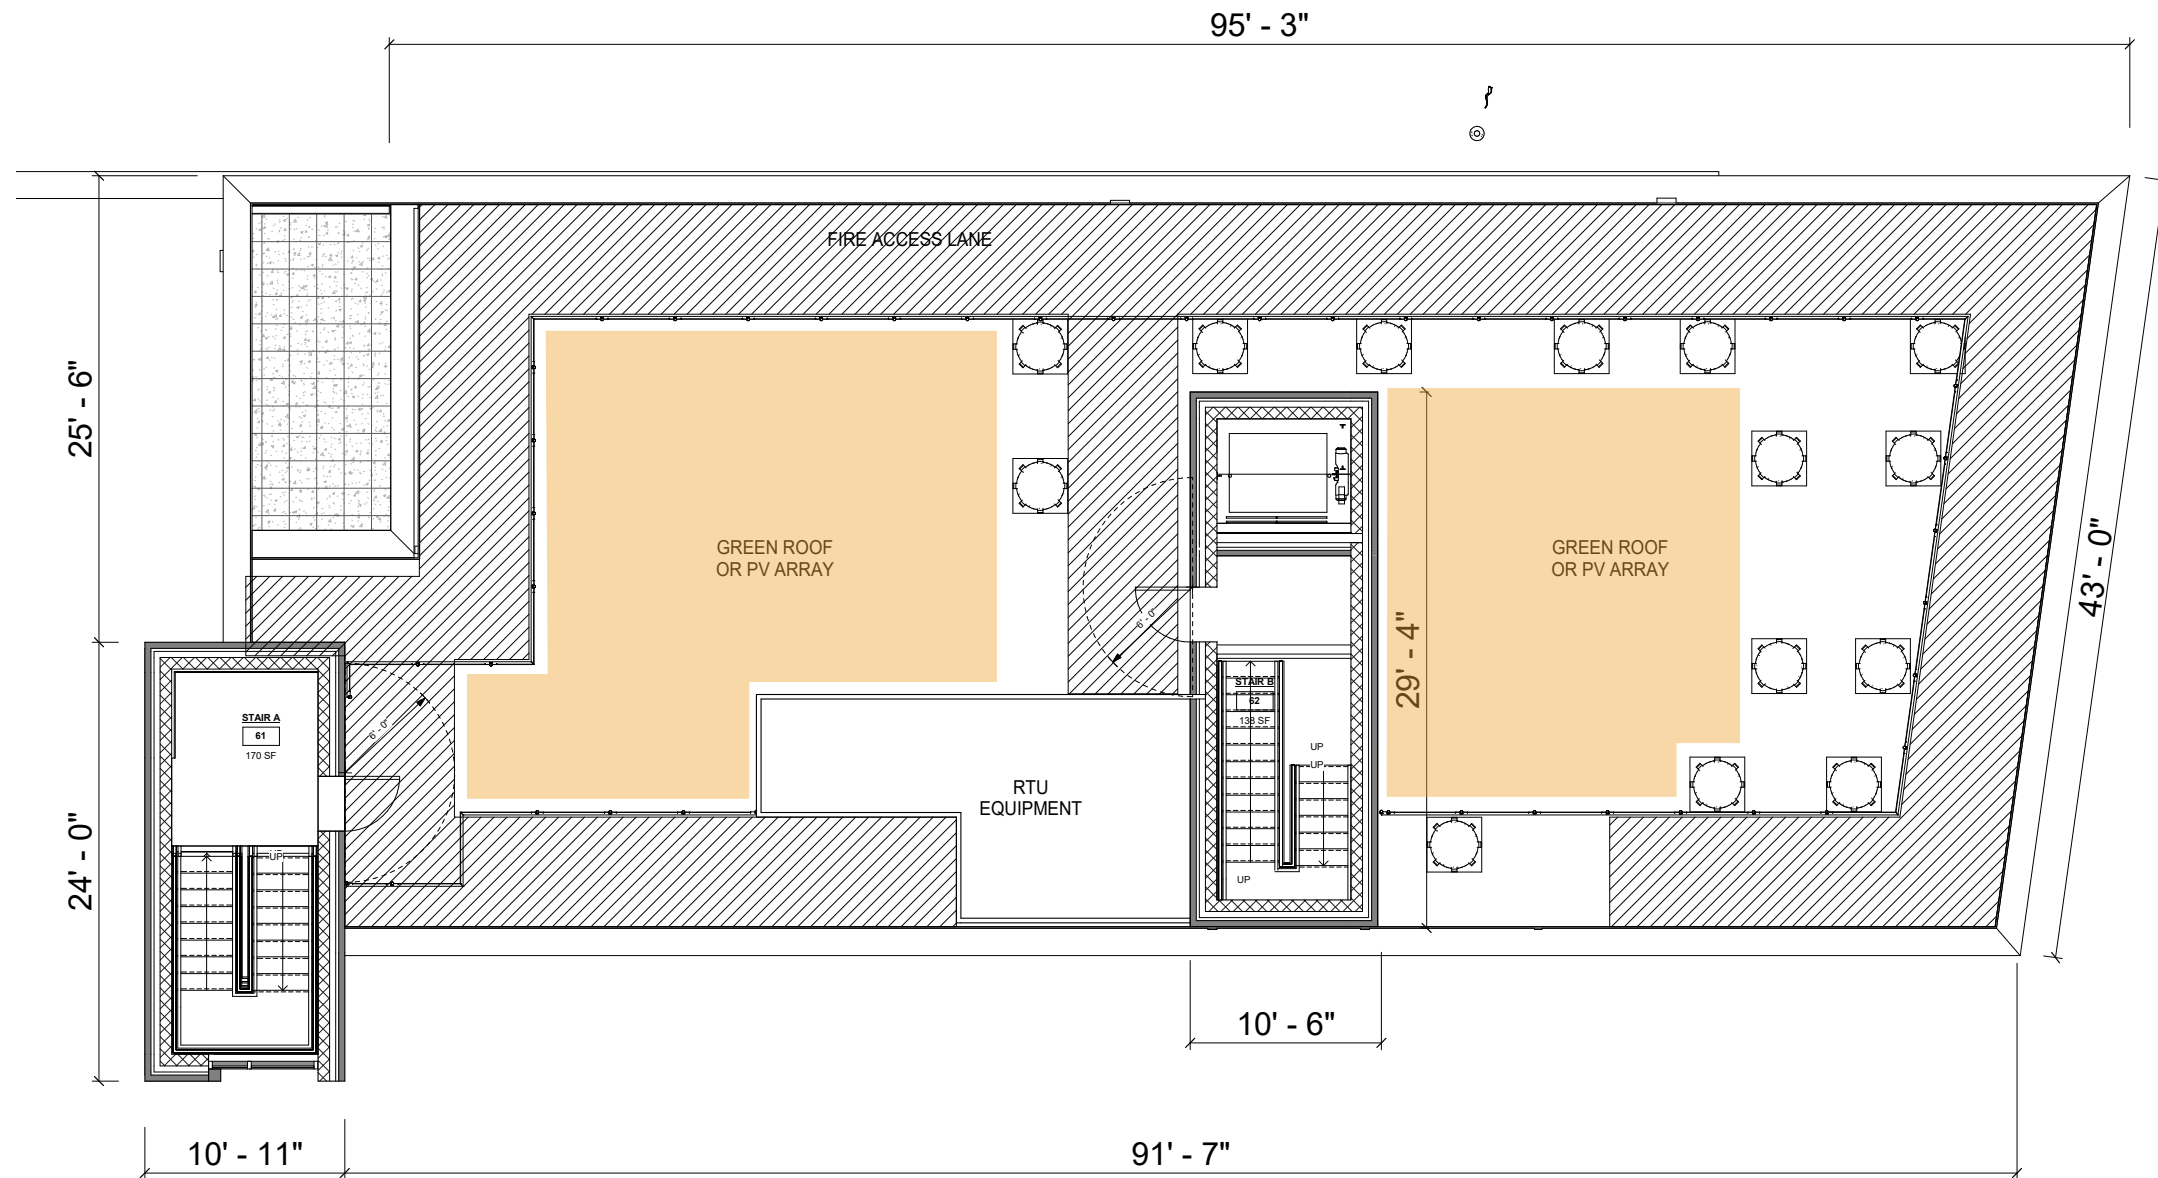 95' - 3"
FIRE ACCESS LANE
25' - 6"
GREEN ROOF
OR PV ARRAY
GREEN ROOF
OR PV ARRAY
43' - 0"
6' - 0"
29' - 4"
STAIR B
62
138 SF
STAIR A
61
170 SF
6' - 0"
UP
UP
RTU
EQUIPMENT
24' - 0"
UP
UP
10' - 6"
10' - 11"
91' - 7"